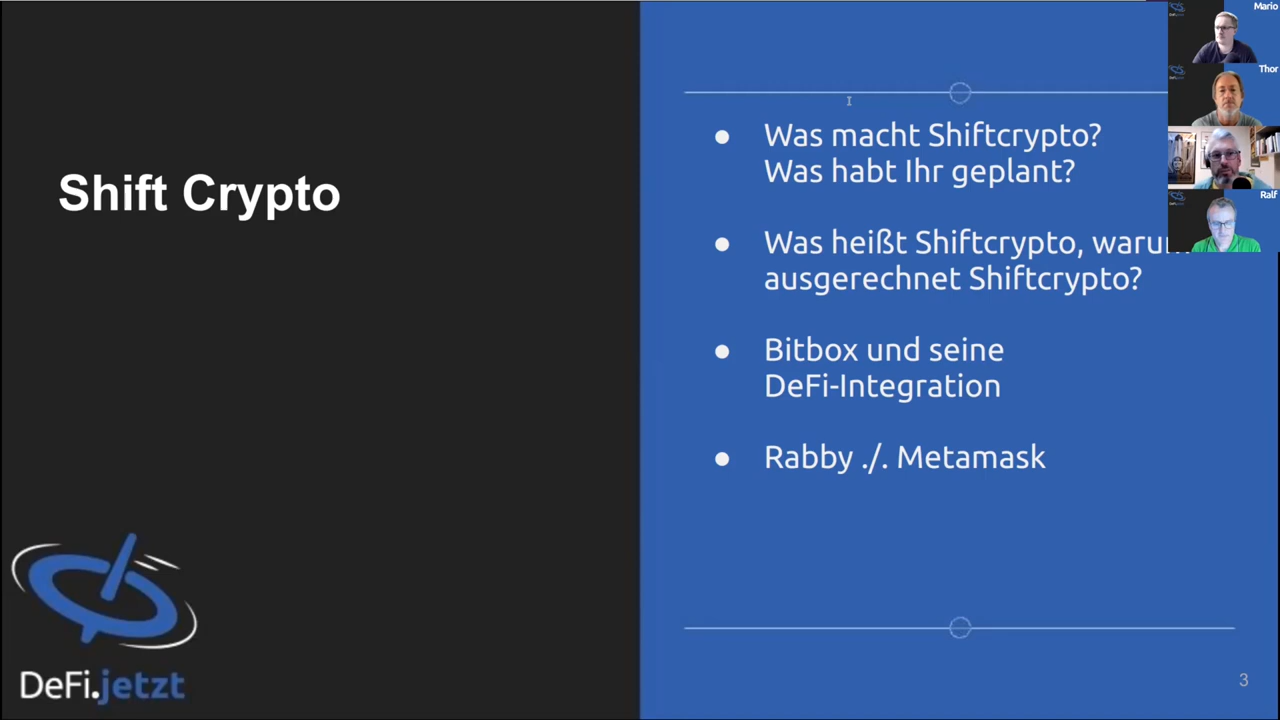 Shift Crypto
● Was macht Shiftcrypto?
Was habt Ihr geplant?
● Was heißt Shiftcrypto,
ausgerechnet Shiftcrypto?
● Bitbox und seine
DeFi-Integration
● Rabby ./. Metamask
DeFi.jetzt
3
Mario
Thor
Ralf